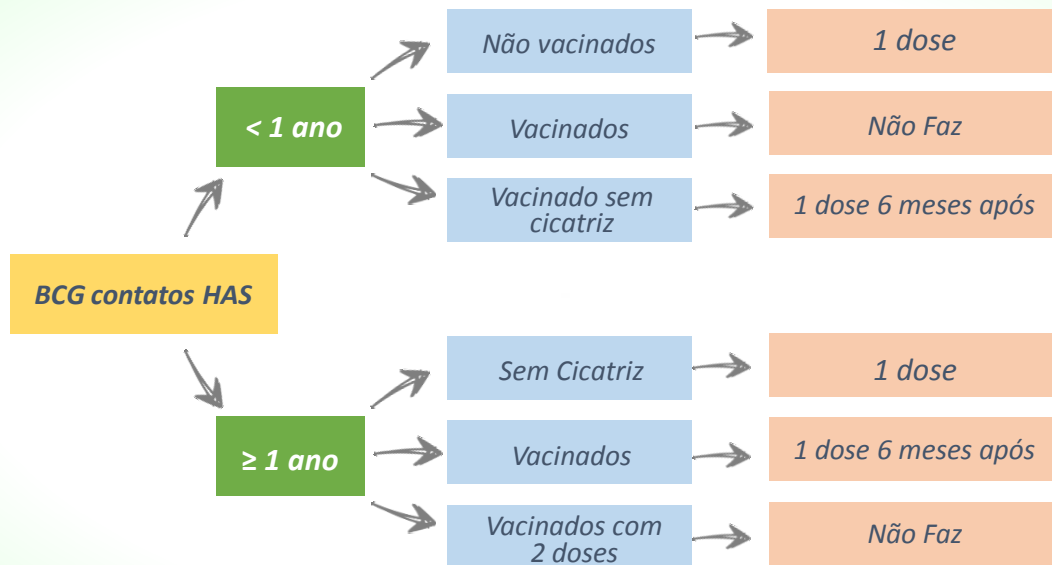 Não vacinados
1 dose
< 1 ano
Vacinados
Não Faz
Vacinado sem
cicatriz
1 dose 6 meses após
BCG contatos HAS
Sem Cicatriz
1 dose
≥ 1 ano
Vacinados
1 dose 6 meses após
Vacinados com
2 doses
Não Faz